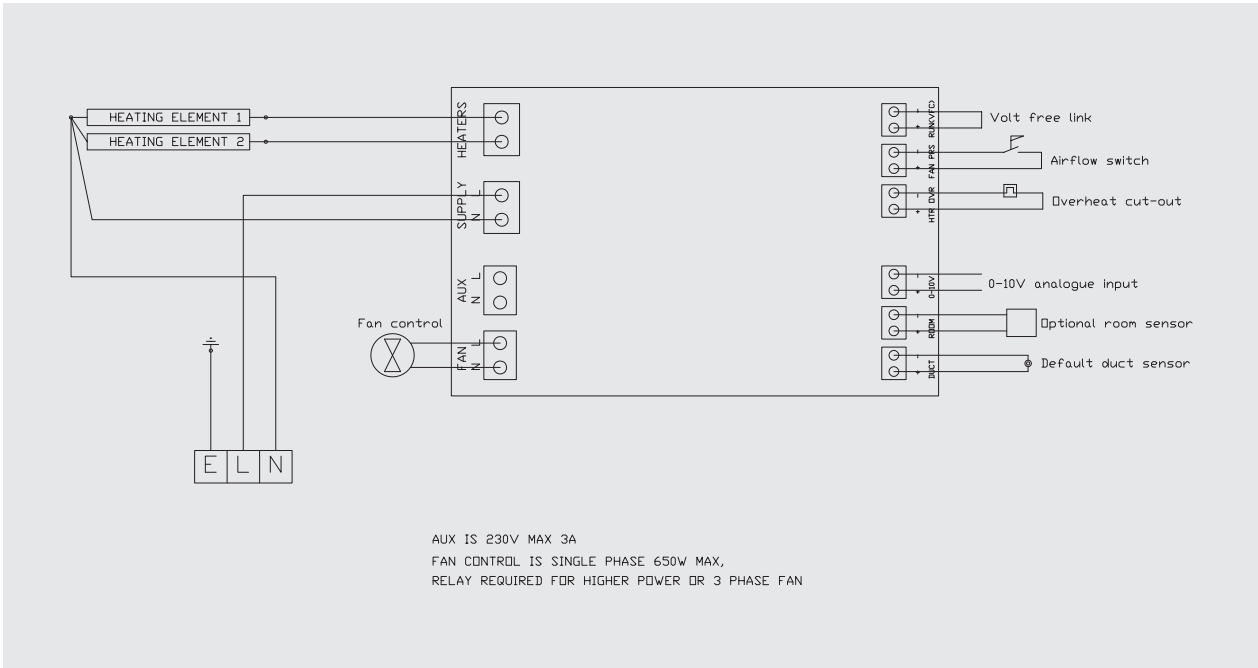 HEATING ELEMENT 1
HEATING ELEMENT 2
HEATERS
SUPPLY
L
N
AUX
L
N
Fan control
FAN
L
N
E L N
- + RUN(VFC)
Volt free link
- + FAN PRS
Airflow switch
- + HTR OVR
Overheat cut-out
- + 0-10V
0-10V analogue input
- + ROOM
Optional room sensor
- + DUCT
Default duct sensor
AUX IS 230V MAX 3A
FAN CONTROL IS SINGLE PHASE 650W MAX,
RELAY REQUIRED FOR HIGHER POWER OR 3 PHASE FAN